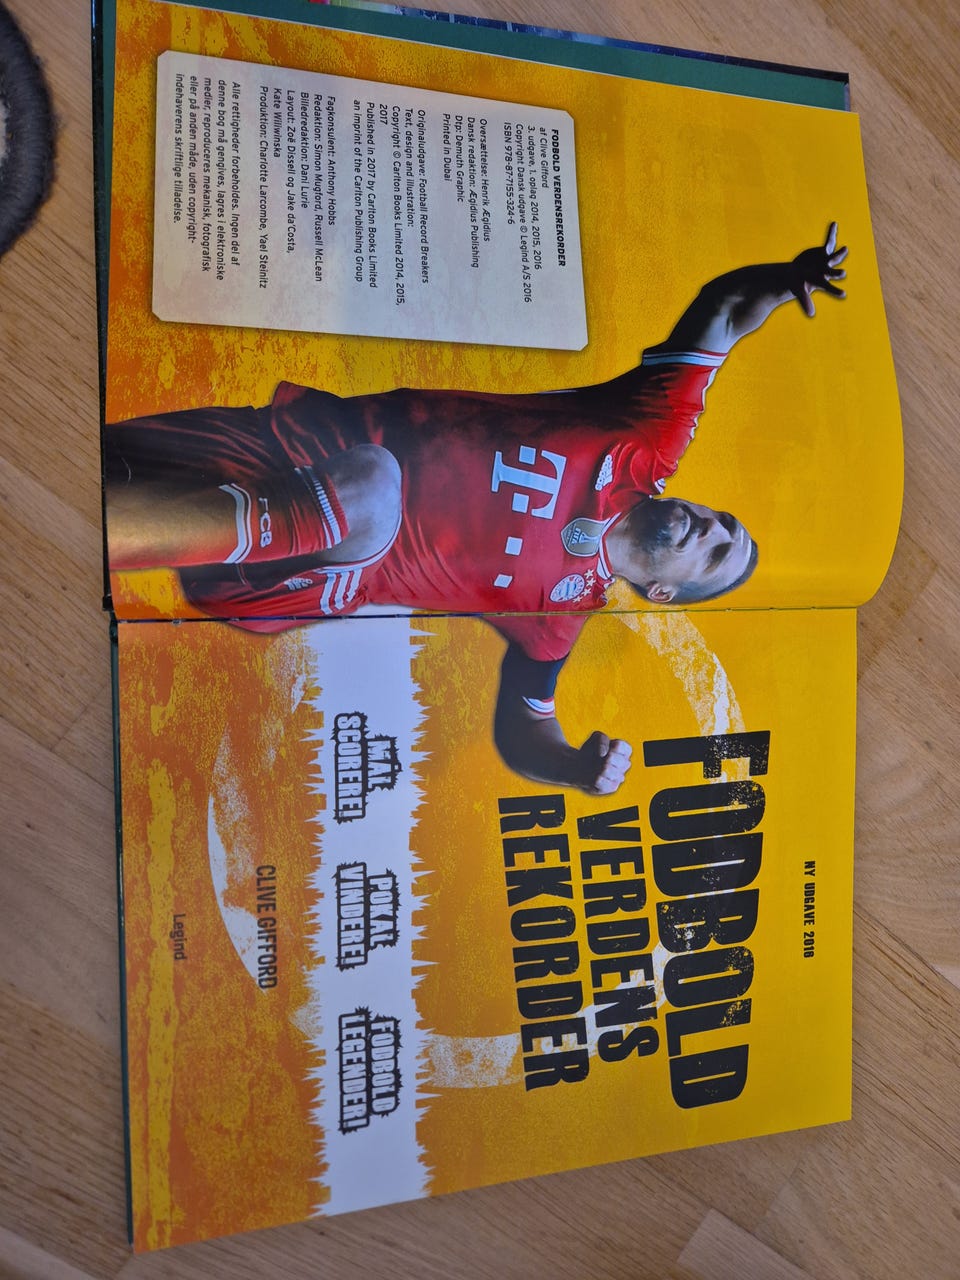 FODBOLD VERDENSREKORDER
af Clive Gifford
3. udgave, 1. oplag 2014, 2015, 2016
Copyright Dansk udgave © Legind A/S 2016
ISBN 978-87-7155-324-6
Oversættelse: Henrik Ægidius
Dansk redaktion: Ægidius Publishing
Dtp: Demuth Graphic
Printed in Dubai
Originaludgave: Football Record Breakers
Text, design and illustration:
Copyright © Carlton Books Limited 2014, 2015,
2017
Published in 2017 by Carlton Books Limited
an imprint of the Carlton Publishing Group
Fagkonsulent: Anthony Hobbs
Redaktion: Simon Mugford, Russell McLean
Billedredaktion: Dani Lurie
Layout: Zoë Dissell og Jake da'Costa,
Kate Wiliwinska
Produktion: Charlotte Larcombe, Yael Steinitz
Alle rettigheder forbeholdes. Ingen del af
denne bog må gengives, lagres i elektroniske
medier, reproduceres mekanisk, fotografisk
eller på anden måde, uden copyright-
indehaverens skriftlige tilladelse.
adidas
T
FIFA
FCB
NY UDGAVE 2018
FODBOLD
VERDENS
REKORDER
MÅL
SCORERE!
POKAL
VINDERE!
FODBOLD
LEGENDER!
CLIVE GIFFORD
Legind